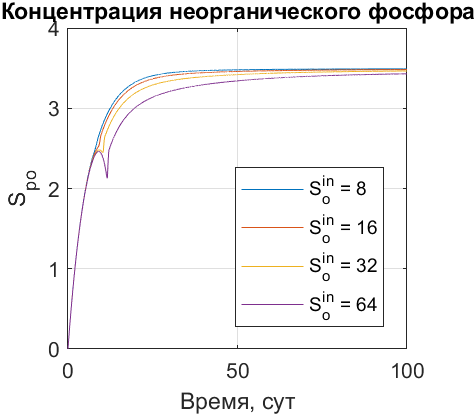 Концентрация неорганического фосфора
4
3
2
1
0
S_po
S_o^in = 8
S_o^in = 16
S_o^in = 32
S_o^in = 64
0 50 100
Время, сут